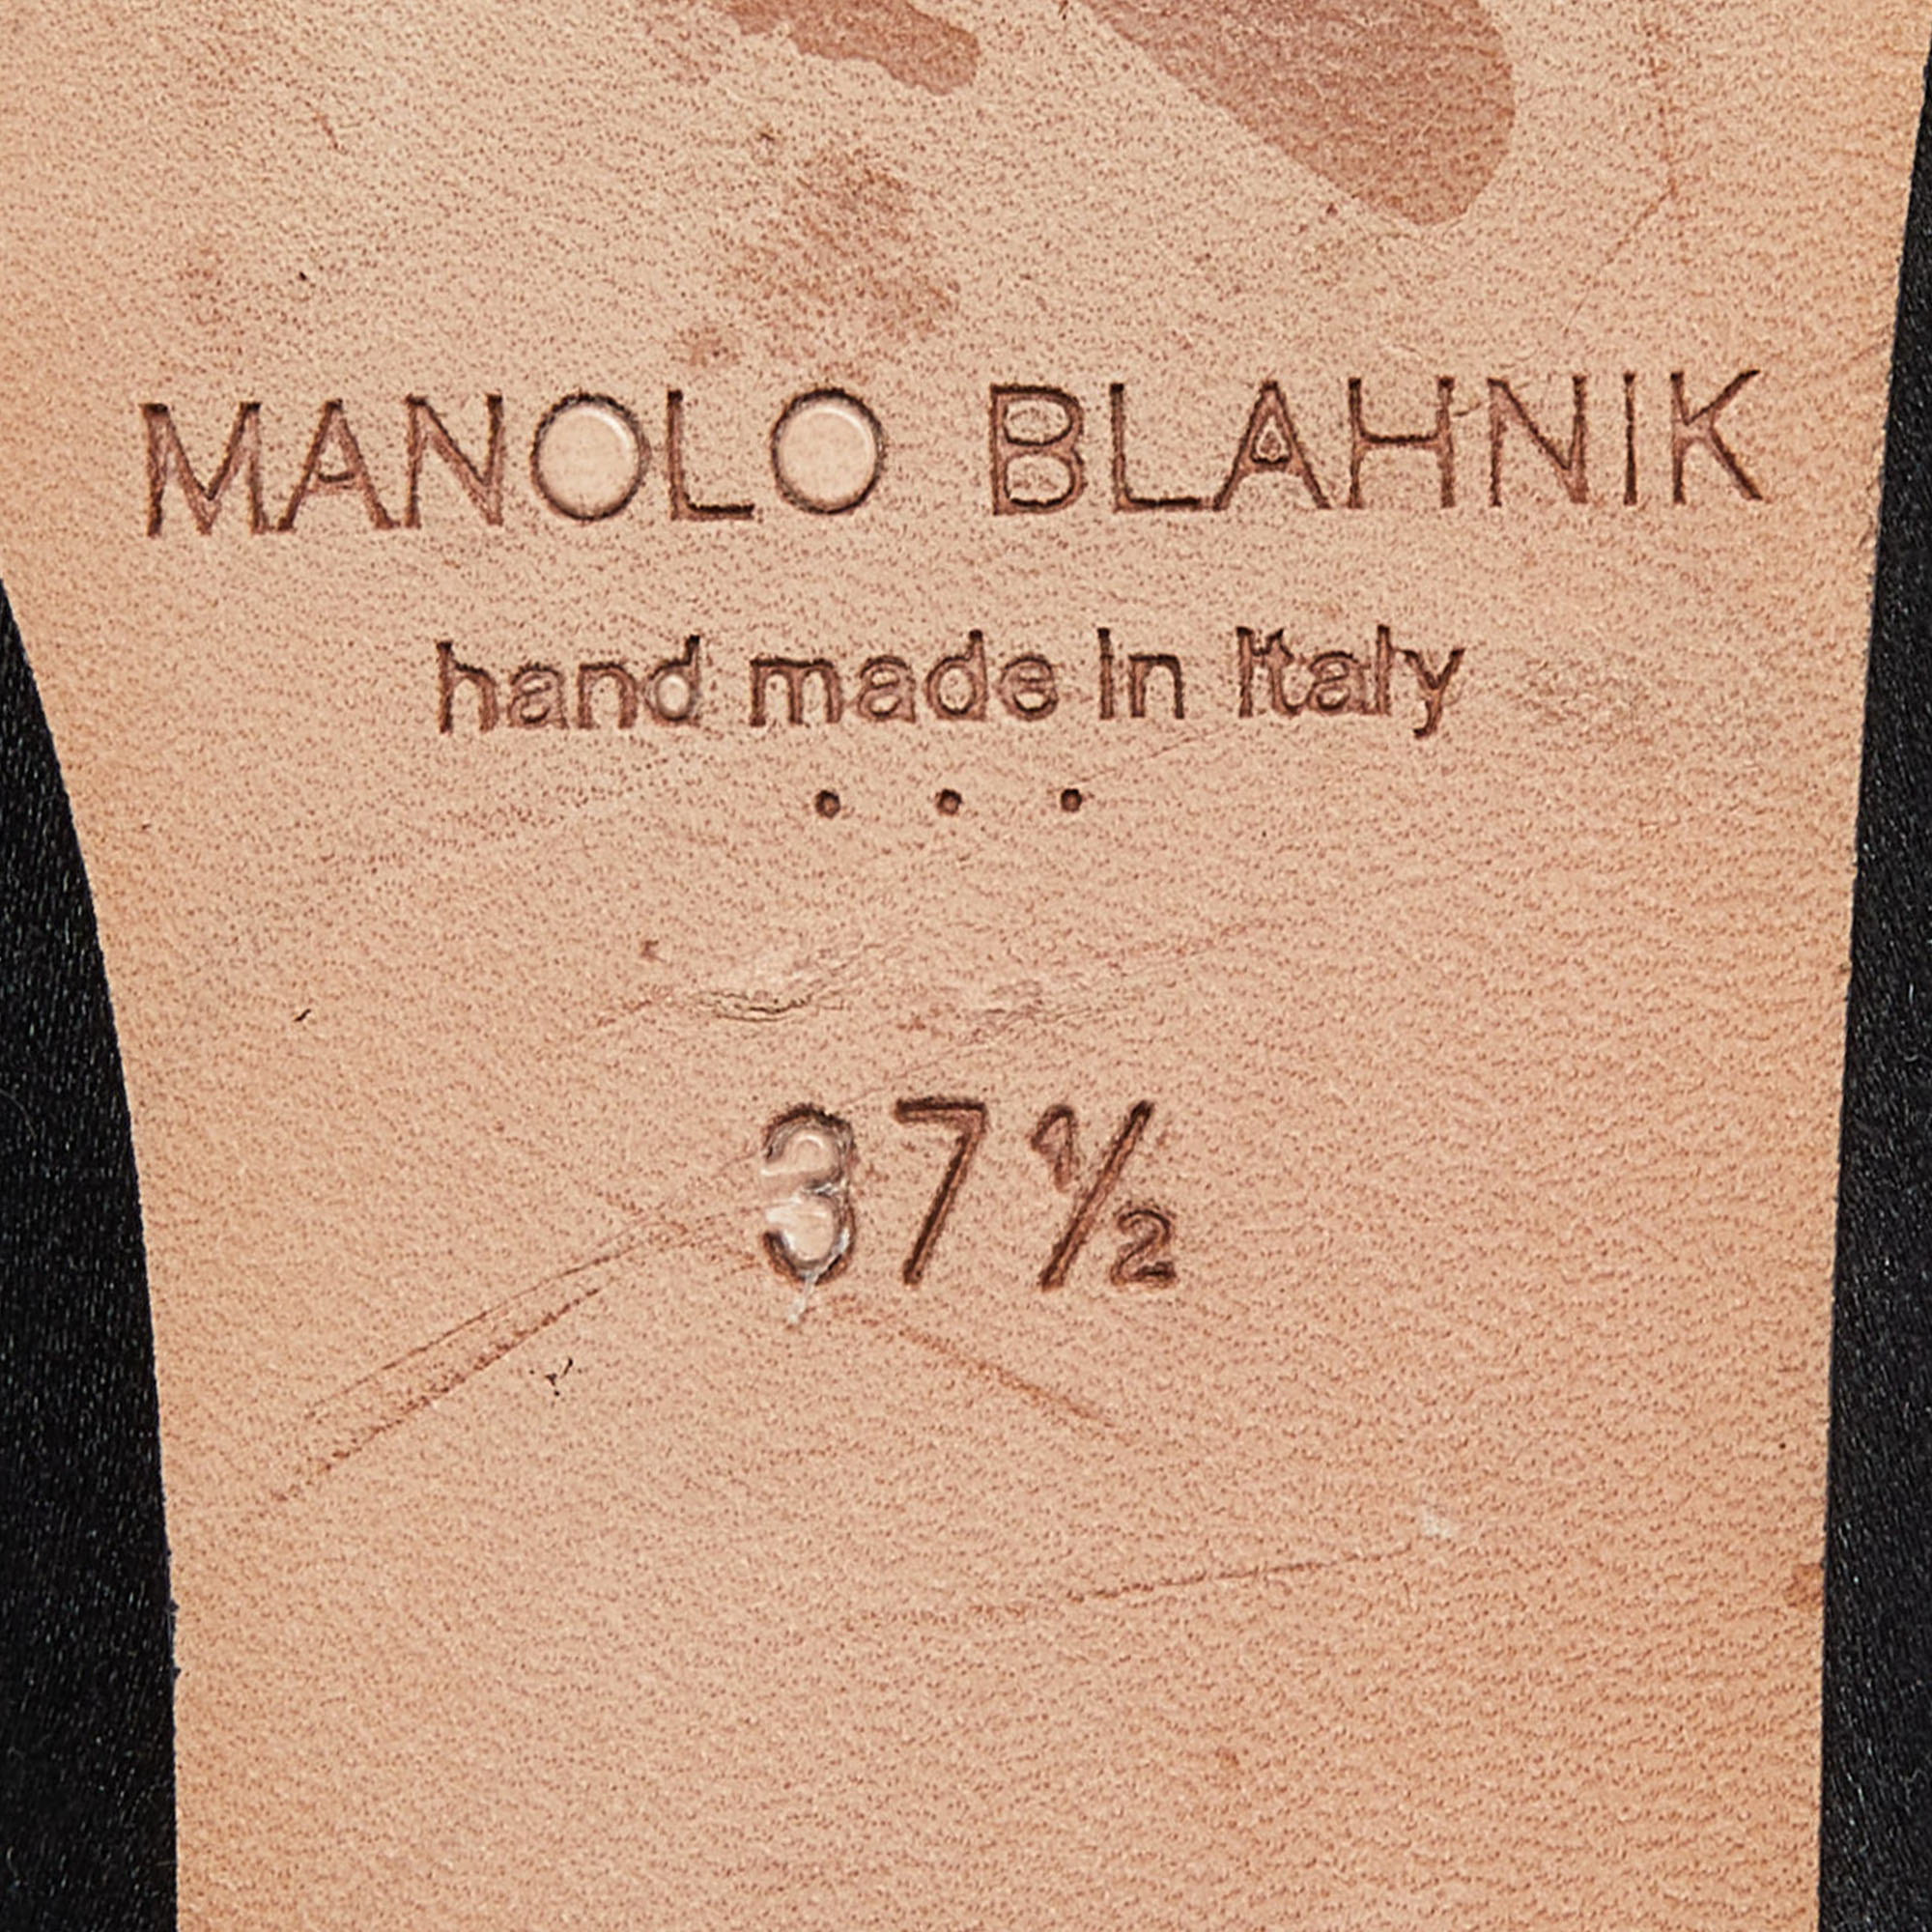 MANOLO BLAHNIK
hand made in Italy
• • •
37½